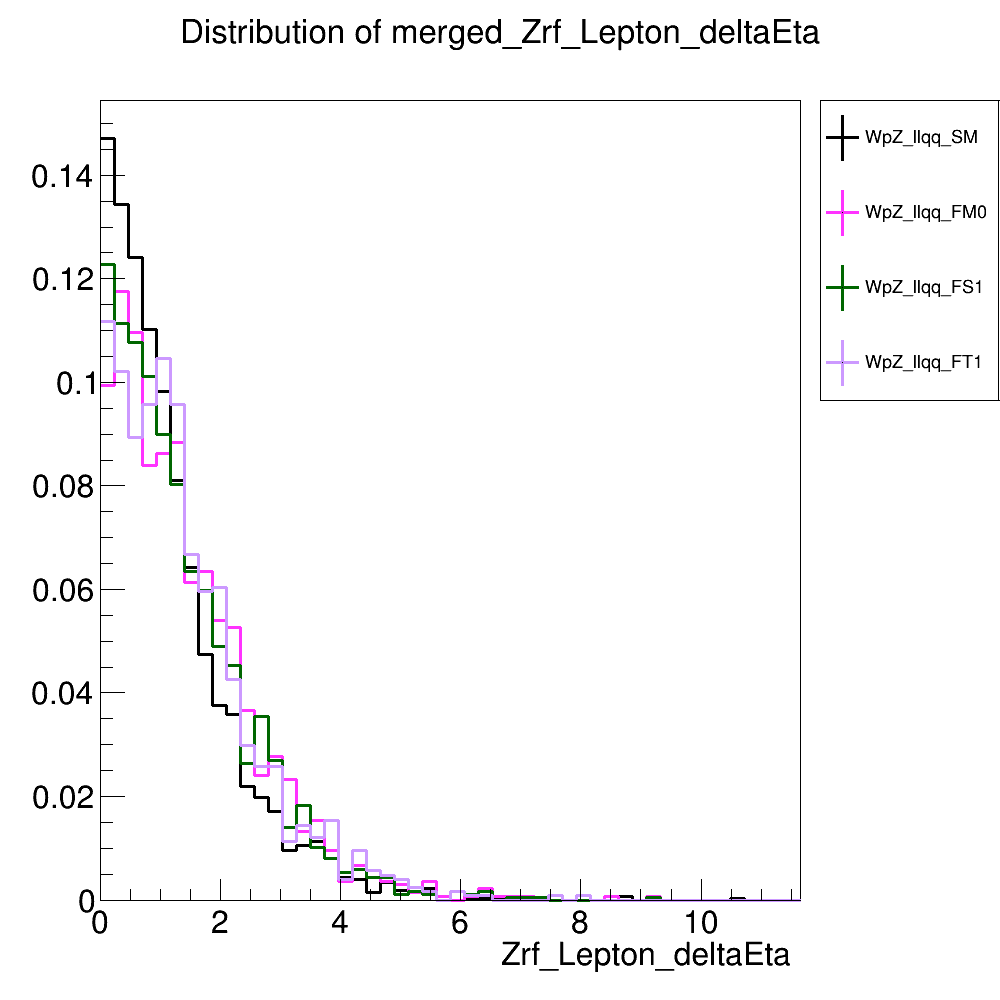 Distribution of merged_Zrf_Lepton_deltaEta
WpZ_llqq_SM
WpZ_llqq_FM0
WpZ_llqq_FS1
WpZ_llqq_FT1
0.14
0.12
0.1
0.08
0.06
0.04
0.02
0
0 2 4 6 8 10
Zrf_Lepton_deltaEta